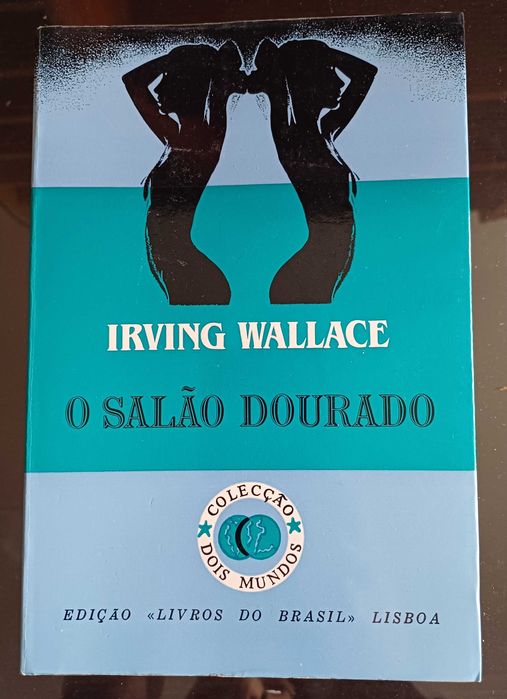 IRVING WALLACE
O SALÃO DOURADO
COLECÇÃO
DOIS MUNDOS
EDIÇÃO «LIVROS DO BRASIL» LISBOA